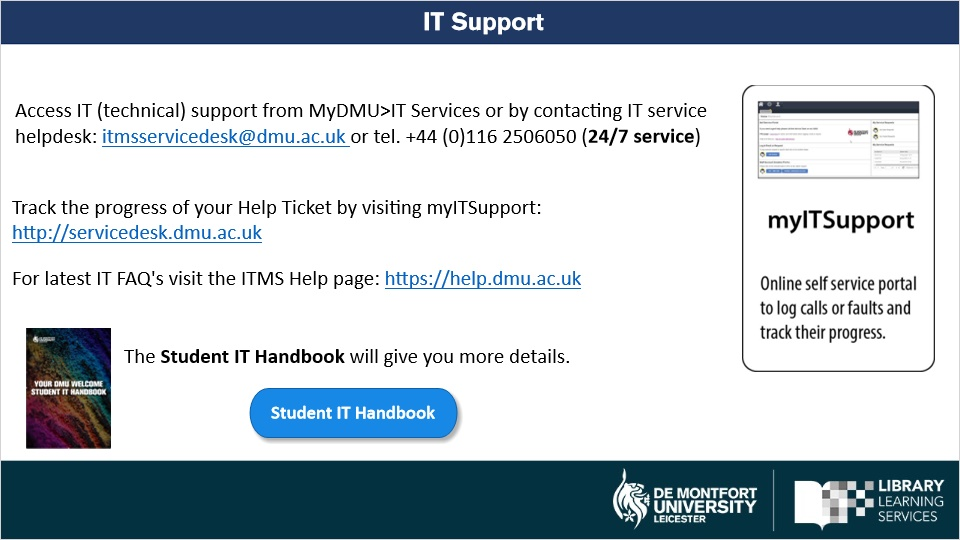 IT Support
Access IT (technical) support from MyDMU>IT Services or by contacting IT service
helpdesk: itmsservicedesk@dmu.ac.uk or tel. +44 (0)116 2506050 (24/7 service)
Track the progress of your Help Ticket by visiting myITSupport:
http://servicedesk.dmu.ac.uk
For latest IT FAQ's visit the ITMS Help page: https://help.dmu.ac.uk
myITSupport
Online self service portal
to log calls or faults and
track their progress.
YOUR DMU WELCOME
STUDENT IT HANDBOOK
The Student IT Handbook will give you more details.
Student IT Handbook
DE MONTFORT
UNIVERSITY
LEICESTER
LIBRARY
LEARNING
SERVICES